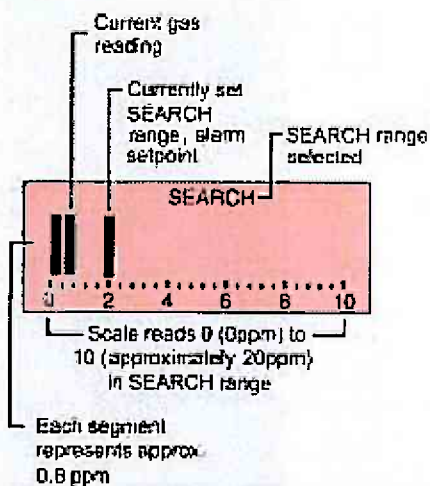 Current gas
reading
Currently set
SEARCH
range, alarm
setpoint
SEARCH range
selected
SEARCH
0 2 4 6 8 10
Scale reads 0 (0ppm) to
10 (approximately 20ppm)
in SEARCH range
Each segment
represents approx.
0.8 ppm